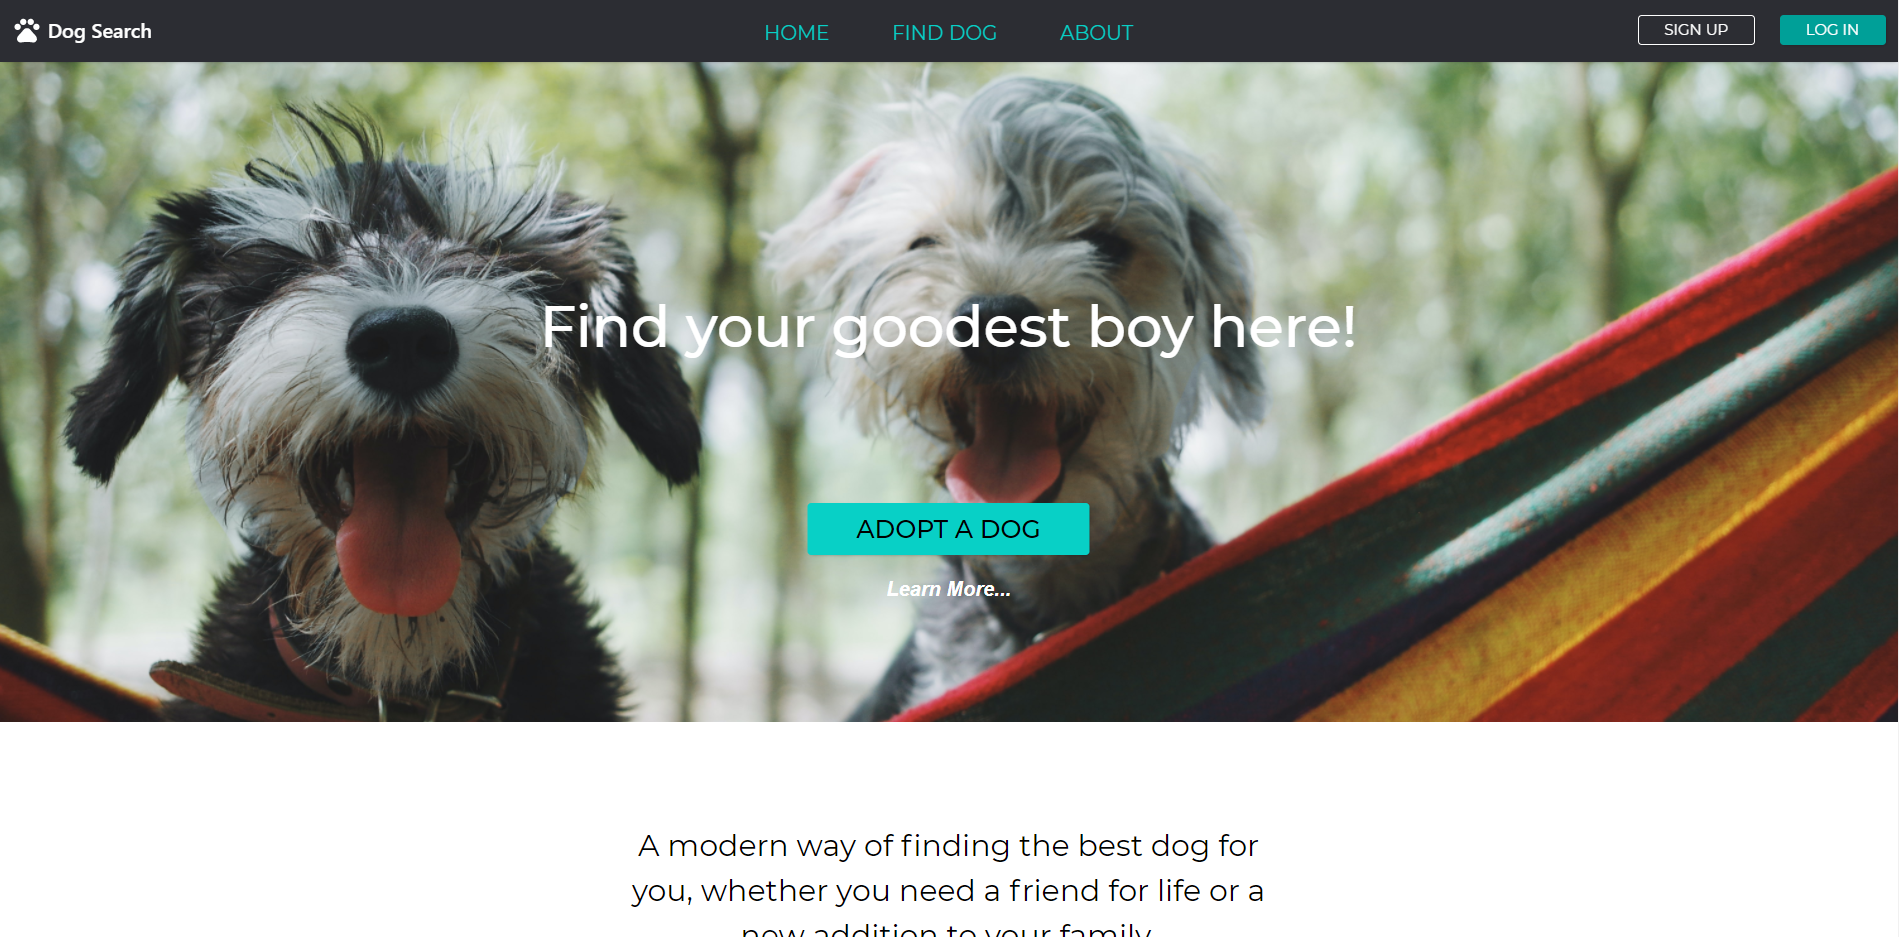 Dog Search
HOME
FIND DOG
ABOUT
SIGN UP
LOG IN
Find your goodest boy here!
ADOPT A DOG
Learn More...
A modern way of finding the best dog for
you, whether you need a friend for life or a
new addition to your family